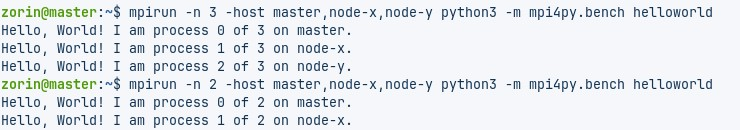 zorin@master:~$ mpirun -n 3 -host master,node-x,node-y python3 -m mpi4py.bench helloworld
Hello, World! I am process 0 of 3 on master.
Hello, World! I am process 1 of 3 on node-x.
Hello, World! I am process 2 of 3 on node-y.
zorin@master:~$ mpirun -n 2 -host master,node-x,node-y python3 -m mpi4py.bench helloworld
Hello, World! I am process 0 of 2 on master.
Hello, World! I am process 1 of 2 on node-x.